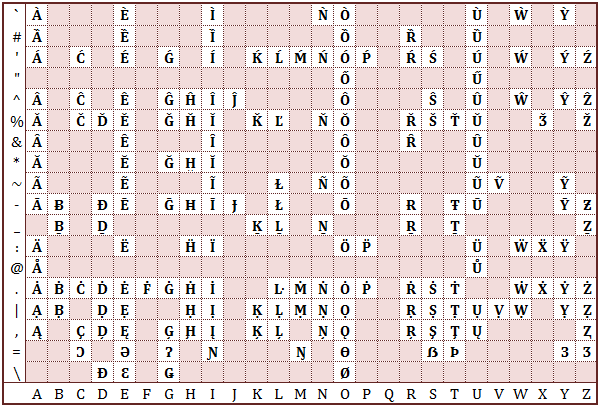 ` À È Ì Ǹ Ò Ù Ẁ Ỳ
# Ȁ Ȅ Ȉ Ȍ Ȑ Ȕ
' Á Ć É Ǵ Í Ḱ Ĺ Ḿ Ń Ó Ṕ Ŕ Ś Ú Ẃ Ý Ź
" Ő Ű
^ Â Ĉ Ê Ĝ Ĥ Î Ĵ Ô Ŝ Û Ŵ Ŷ Ẑ
% Ǎ Č Ď Ě Ǧ Ȟ Ǐ Ǩ Ľ Ň Ǒ Ř Š Ť Ǔ Ǯ Ž
& Ȃ Ȇ Ȋ Ȏ Ȓ Ȗ
* Ă Ĕ Ğ Ḫ Ĭ Ŏ Ŭ
~ Ã Ẽ Ĩ Ɫ Ñ Õ Ũ Ṽ Ỹ
- Ā Ƀ Đ Ē Ḡ Ħ Ī Ɉ Ƚ Ō Ɍ Ŧ Ū Ȳ Ƶ
_ Ḇ Ḏ Ḵ Ḻ Ṉ Ṟ Ṯ Ẕ
: Ä Ë Ḧ Ï Ö P̈ Ü Ẅ Ẍ Ÿ
@ Å Ů
. Ȧ Ḃ Ċ Ḋ Ė Ḟ Ġ Ḣ İ Ŀ Ṁ Ṅ Ȯ Ṗ Ṙ Ṡ Ṫ Ẇ Ẋ Ẏ Ż
| Ạ Ḅ Ḍ Ẹ Ḥ Ị Ḳ Ḷ Ṃ Ṇ Ọ Ṛ Ṣ Ṭ Ụ Ṿ Ẉ Ỵ Ẓ
, Ą Ç Ḑ Ę Ģ Ḩ Į Ķ Ļ Ņ Ǫ Ŗ Ş Ţ Ų Z̦
= Ɔ Ə Ɂ Ɲ Ŋ Ɵ ẞ Þ Ȝ Ʒ
\ Ð Ɛ Ǥ Ø
A B C D E F G H I J K L M N O P Q R S T U V W X Y Z